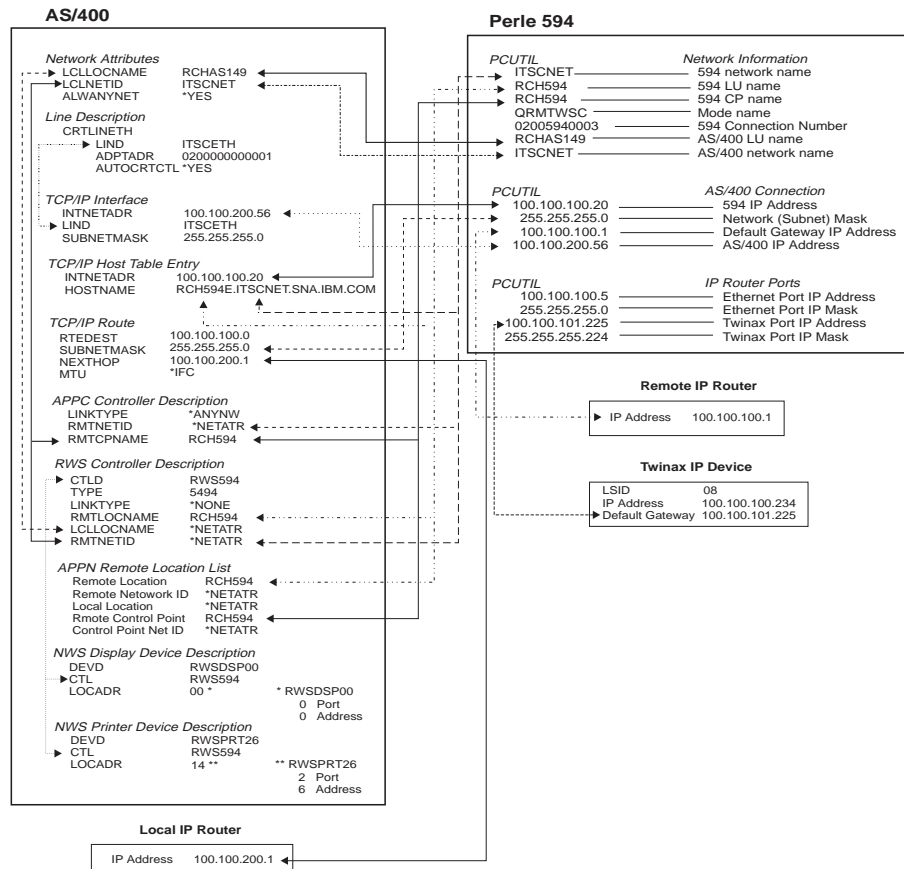 AS/400
Network Attributes
LCLLOCNAME RCHAS149
LCLNETID ITSCNET
ALWANYNET *YES
Line Description
CRTLINETH
LIND ITSCETH
ADPTADR 0200000000001
AUTOCRTCTL *YES
TCP/IP Interface
INTNETADR 100.100.200.56
LIND ITSCETH
SUBNETMASK 255.255.255.0
TCP/IP Host Table Entry
INTNETADR 100.100.100.20
HOSTNAME RCH594E.ITSCNET.SNA.IBM.COM
TCP/IP Route
RTEDEST 100.100.100.0
SUBNETMASK 255.255.255.0
NEXTHOP 100.100.200.1
MTU *IFC
APPC Controller Description
LINKTYPE *ANYNW
RMTNETID *NETATR
RMTCPNAME RCH594
RWS Controller Description
CTLD RWS594
TYPE 5494
LINKTYPE *NONE
RMTLOCNAME RCH594
LCLLOCNAME *NETATR
RMTNETID *NETATR
APPN Remote Location List
Remote Location RCH594
Remote Netowork ID *NETATR
Local Location *NETATR
Rmote Control Point RCH594
Control Point Net ID *NETATR
NWS Display Device Description
DEVD RWSDSP00
CTL RWS594
LOCADR 00 * * RWSDSP00
0 Port
0 Address
NWS Printer Device Description
DEVD RWSPRT26
CTL RWS594
LOCADR 14 ** ** RWSPRT26
2 Port
6 Address
Local IP Router
IP Address 100.100.200.1
Perle 594
PCUTIL Network Information
ITSCNET 594 network name
RCH594 594 LU name
RCH594 594 CP name
QRMTWSC Mode name
02005940003 594 Connection Number
RCHAS149 AS/400 LU name
ITSCNET AS/400 network name
PCUTIL AS/400 Connection
100.100.100.20 594 IP Address
255.255.255.0 Network (Subnet) Mask
100.100.100.1 Default Gateway IP Address
100.100.200.56 AS/400 IP Address
PCUTIL IP Router Ports
100.100.100.5 Ethernet Port IP Address
255.255.255.0 Ethernet Port IP Mask
100.100.101.225 Twinax Port IP Address
255.255.255.224 Twinax Port IP Mask
Remote IP Router
IP Address 100.100.100.1
Twinax IP Device
LSID 08
IP Address 100.100.100.234
Default Gateway 100.100.101.225